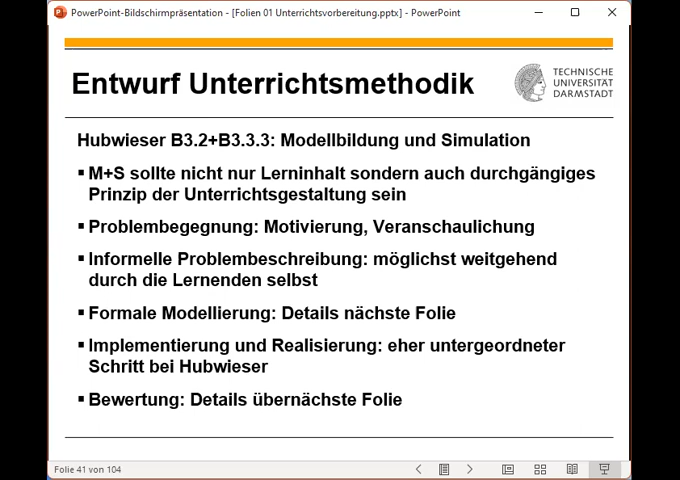 PowerPoint-Bildschirmpräsentation - [Folien 01 Unterrichtsvorbereitung.pptx] - PowerPoint
Entwurf Unterrichtsmethodik
TECHNISCHE
UNIVERSITÄT
DARMSTADT
Hubwieser B3.2+B3.3.3: Modellbildung und Simulation
▪ M+S sollte nicht nur Lerninhalt sondern auch durchgängiges
Prinzip der Unterrichtsgestaltung sein
▪ Problembegegnung: Motivierung, Veranschaulichung
▪ Informelle Problembeschreibung: möglichst weitgehend
durch die Lernenden selbst
▪ Formale Modellierung: Details nächste Folie
▪ Implementierung und Realisierung: eher untergeordneter
Schritt bei Hubwieser
▪ Bewertung: Details übernächste Folie
Folie 41 von 104